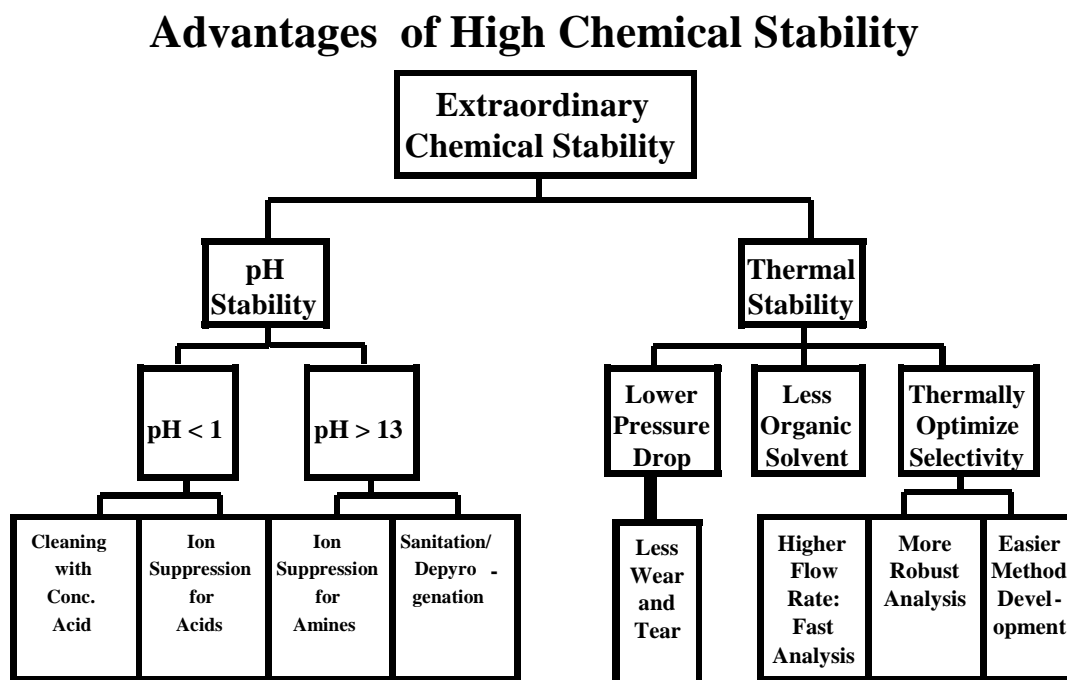 Advantages of High Chemical Stability
Extraordinary
Chemical Stability
pH
Stability
Thermal
Stability
pH < 1
pH > 13
Lower
Pressure
Drop
Less
Organic
Solvent
Thermally
Optimize
Selectivity
Cleaning
with
Conc.
Acid
Ion
Suppression
for
Acids
Ion
Suppression
for
Amines
Sanitation/
Depyro -
genation
Less
Wear
and
Tear
Higher
Flow
Rate:
Fast
Analysis
More
Robust
Analysis
Easier
Method
Devel-
opment